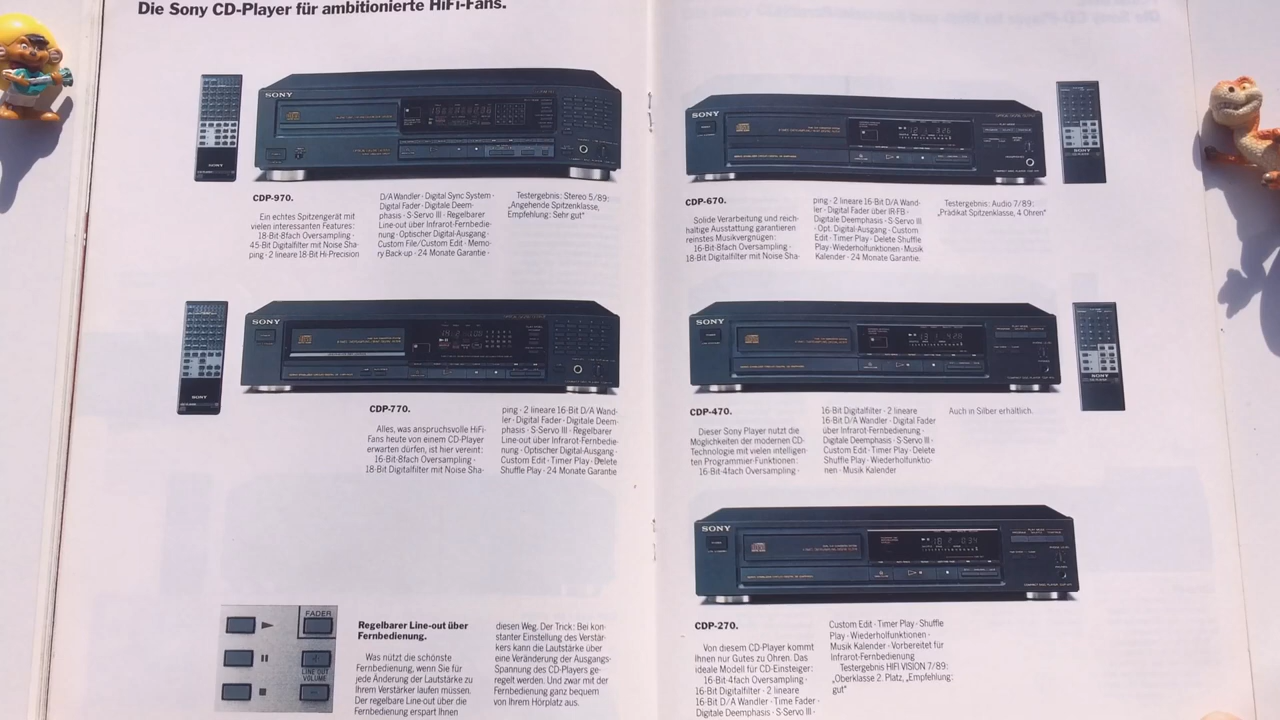 Die Sony CD-Player für ambitionierte HiFi-Fans.
SONY
SONY
CDP-970.
Ein echtes Spitzengerät mit
vielen interessanten Features:
18-Bit-8fach Oversampling ·
45-Bit Digitalfilter mit Noise Sha-
ping · 2 lineare 18-Bit Hi-Precision
D/A Wandler · Digital Sync System ·
Digital Fader · Digitale Deem-
phasis · S-Servo III · Regelbarer
Line-out über Infrarot-Fernbedie-
nung · Optischer Digital-Ausgang ·
Custom File/Custom Edit · Memo-
ry Back-up · 24 Monate Garantie ·
Testergebnis: Stereo 5/89:
„Angehende Spitzenklasse,
Empfehlung: Sehr gut"
SONY
SONY
CDP-770.
Alles, was anspruchsvolle HiFi-
Fans heute von einem CD-Player
erwarten dürfen, ist hier vereint:
16-Bit-8fach Oversampling ·
18-Bit Digitalfilter mit Noise Sha-
ping · 2 lineare 16-Bit D/A Wand-
ler · Digital Fader · Digitale Deem-
phasis · S-Servo III · Regelbarer
Line-out über Infrarot-Fernbedie-
nung · Optischer Digital-Ausgang ·
Custom Edit · Timer Play · Delete
Shuffle Play · 24 Monate Garantie
FADER
LINE OUT
VOLUME
Regelbarer Line-out über
Fernbedienung.
Was nützt die schönste
Fernbedienung, wenn Sie für
jede Änderung der Lautstärke zu
Ihrem Verstärker laufen müssen.
Der regelbare Line-out über die
Fernbedienung erspart Ihnen
diesen Weg. Der Trick: Bei kon-
stanter Einstellung des Verstär-
kers kann die Lautstärke über
eine Veränderung der Ausgangs-
Spannung des CD-Players ge-
regelt werden. Und zwar mit der
Fernbedienung ganz bequem
von Ihrem Hörplatz aus.
SONY
CDP-670.
Solide Verarbeitung und reich-
haltige Ausstattung garantieren
reinstes Musikvergnügen:
16-Bit-8fach Oversampling ·
18-Bit Digitalfilter mit Noise Sha-
ping · 2 lineare 16-Bit D/A Wand-
ler · Digital Fader über IR-FB ·
Digitale Deemphasis · S-Servo III
· Opt. Digital-Ausgang · Custom
Edit · Timer Play · Delete Shuffle
Play · Wiederholfunktionen · Musik
Kalender · 24 Monate Garantie.
Testergebnis: Audio 7/89:
„Prädikat Spitzenklasse, 4 Ohren"
SONY
SONY
CDP-470.
Dieser Sony Player nutzt die
Möglichkeiten der modernen CD-
Technologie mit vielen intelligen-
ten Programmier-Funktionen:
16-Bit-4fach Oversampling ·
16-Bit Digitalfilter · 2 lineare
16-Bit D/A Wandler · Digital Fader
über Infrarot-Fernbedienung ·
Digitale Deemphasis · S-Servo III ·
Custom Edit · Timer Play · Delete
Shuffle Play · Wiederholfunktio-
nen · Musik Kalender
Auch in Silber erhältlich.
SONY
CDP-270.
Von diesem CD-Player kommt
Ihnen nur Gutes zu Ohren. Das
ideale Modell für CD-Einsteiger:
16-Bit-4fach Oversampling ·
16-Bit Digitalfilter · 2 lineare
16-Bit D/A Wandler · Time Fader ·
Digitale Deemphasis · S-Servo III ·
Custom Edit · Timer Play · Shuffle
Play · Wiederholfunktionen ·
Musik Kalender · Vorbereitet für
Infrarot-Fernbedienung
Testergebnis HIFI VISION 7/89:
„Oberklasse 2. Platz, „Empfehlung:
gut"